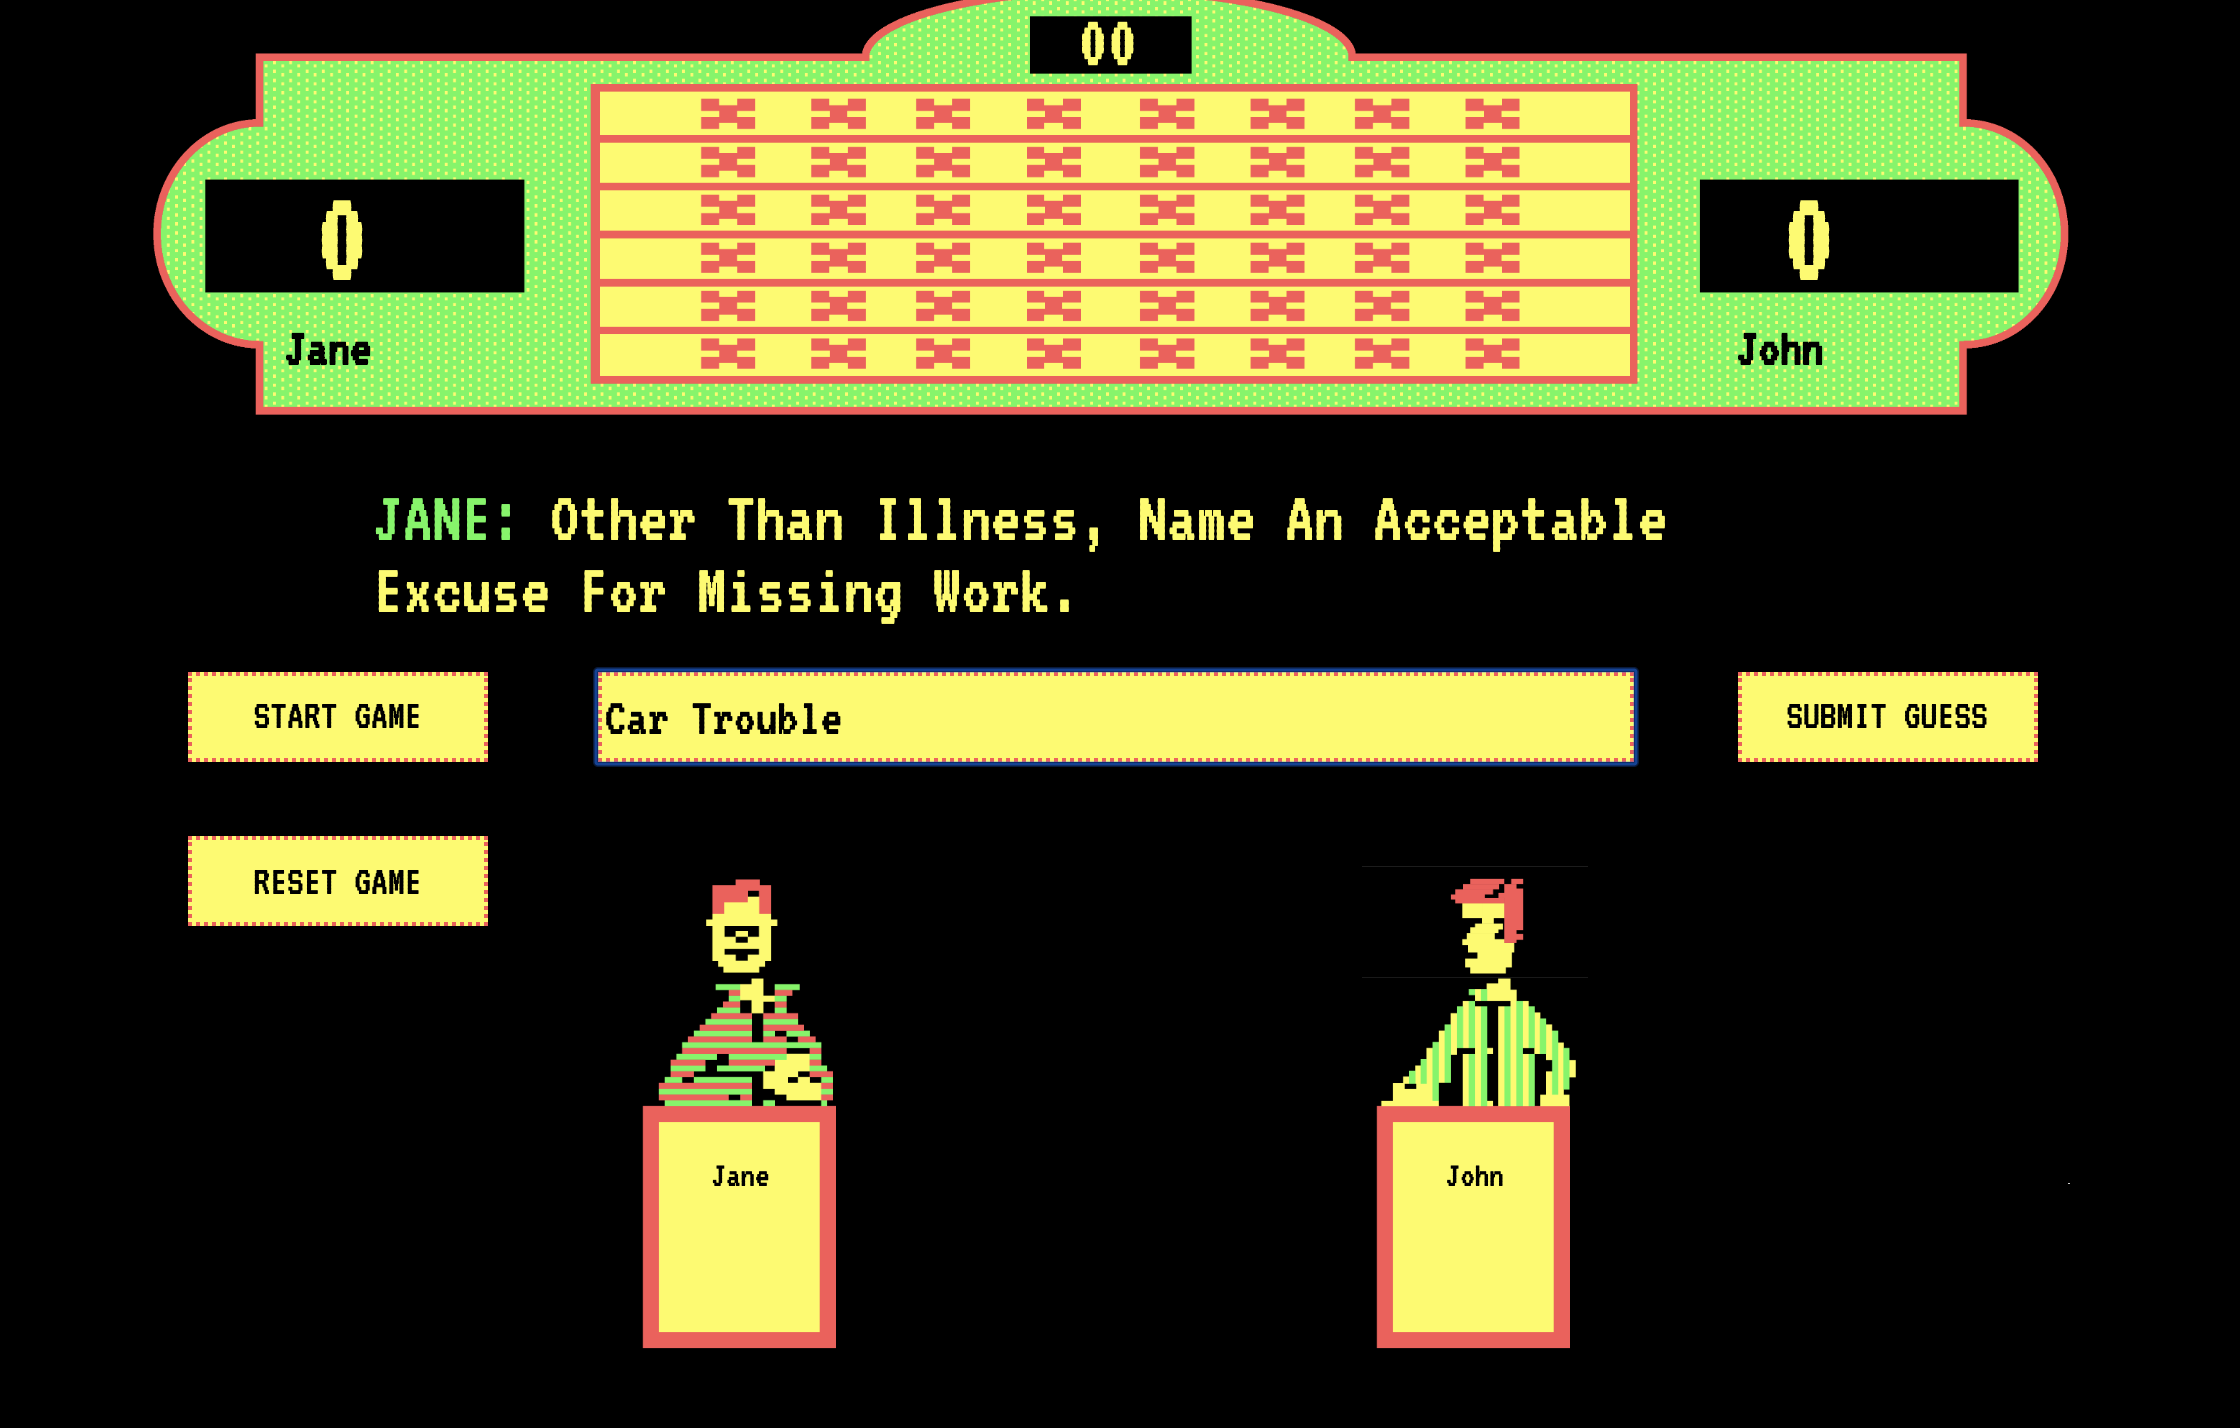 00
0
0
Jane
John
JANE: Other Than Illness, Name An Acceptable
Excuse For Missing Work.
START GAME
Car Trouble
SUBMIT GUESS
RESET GAME
Jane
John